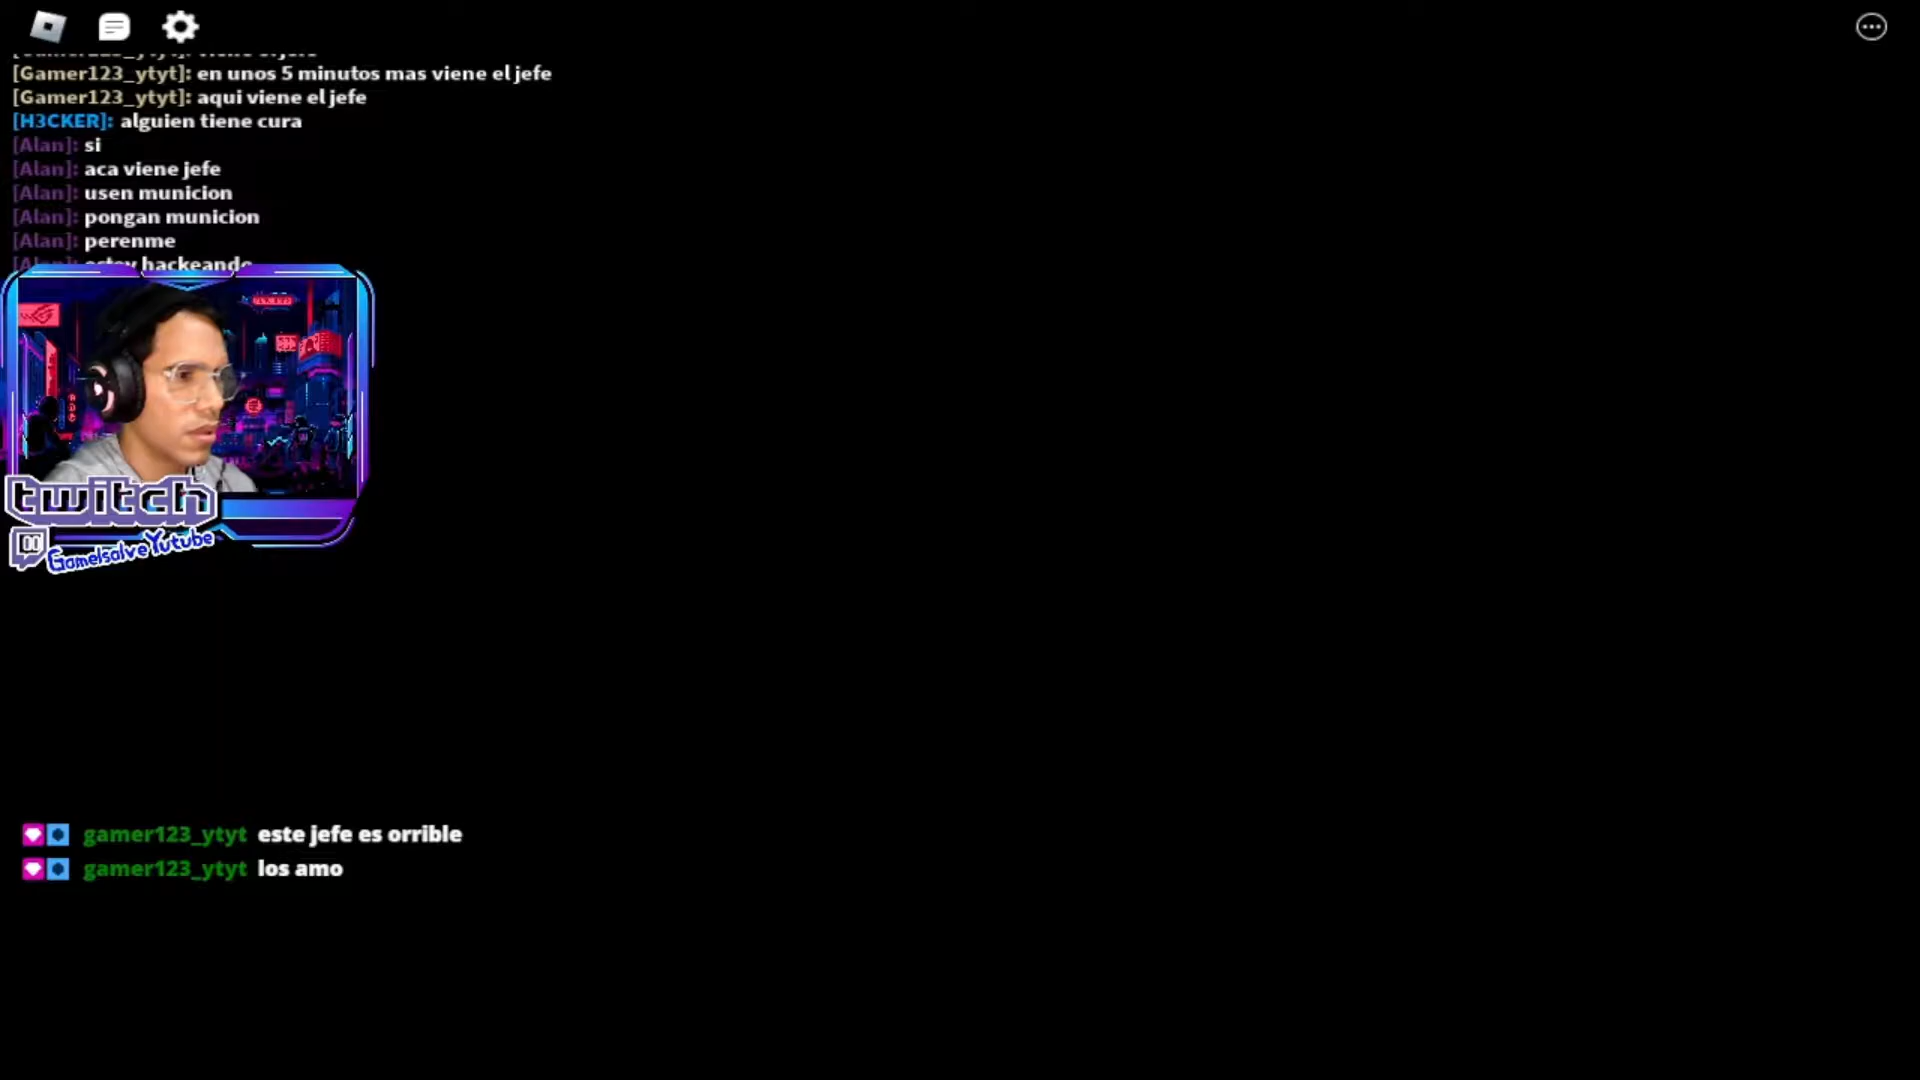 [Gamer123_ytyt]: en unos 5 minutos mas viene el jefe
[Gamer123_ytyt]: aqui viene el jefe
[H3CKER]: alguien tiene cura
[Alan]: si
[Alan]: aca viene jefe
[Alan]: usen municion
[Alan]: pongan municion
[Alan]: perenme
[Alan]: estoy hackeando
twitch
GamelsalveYutube
gamer123_ytyt este jefe es orrible
gamer123_ytyt los amo